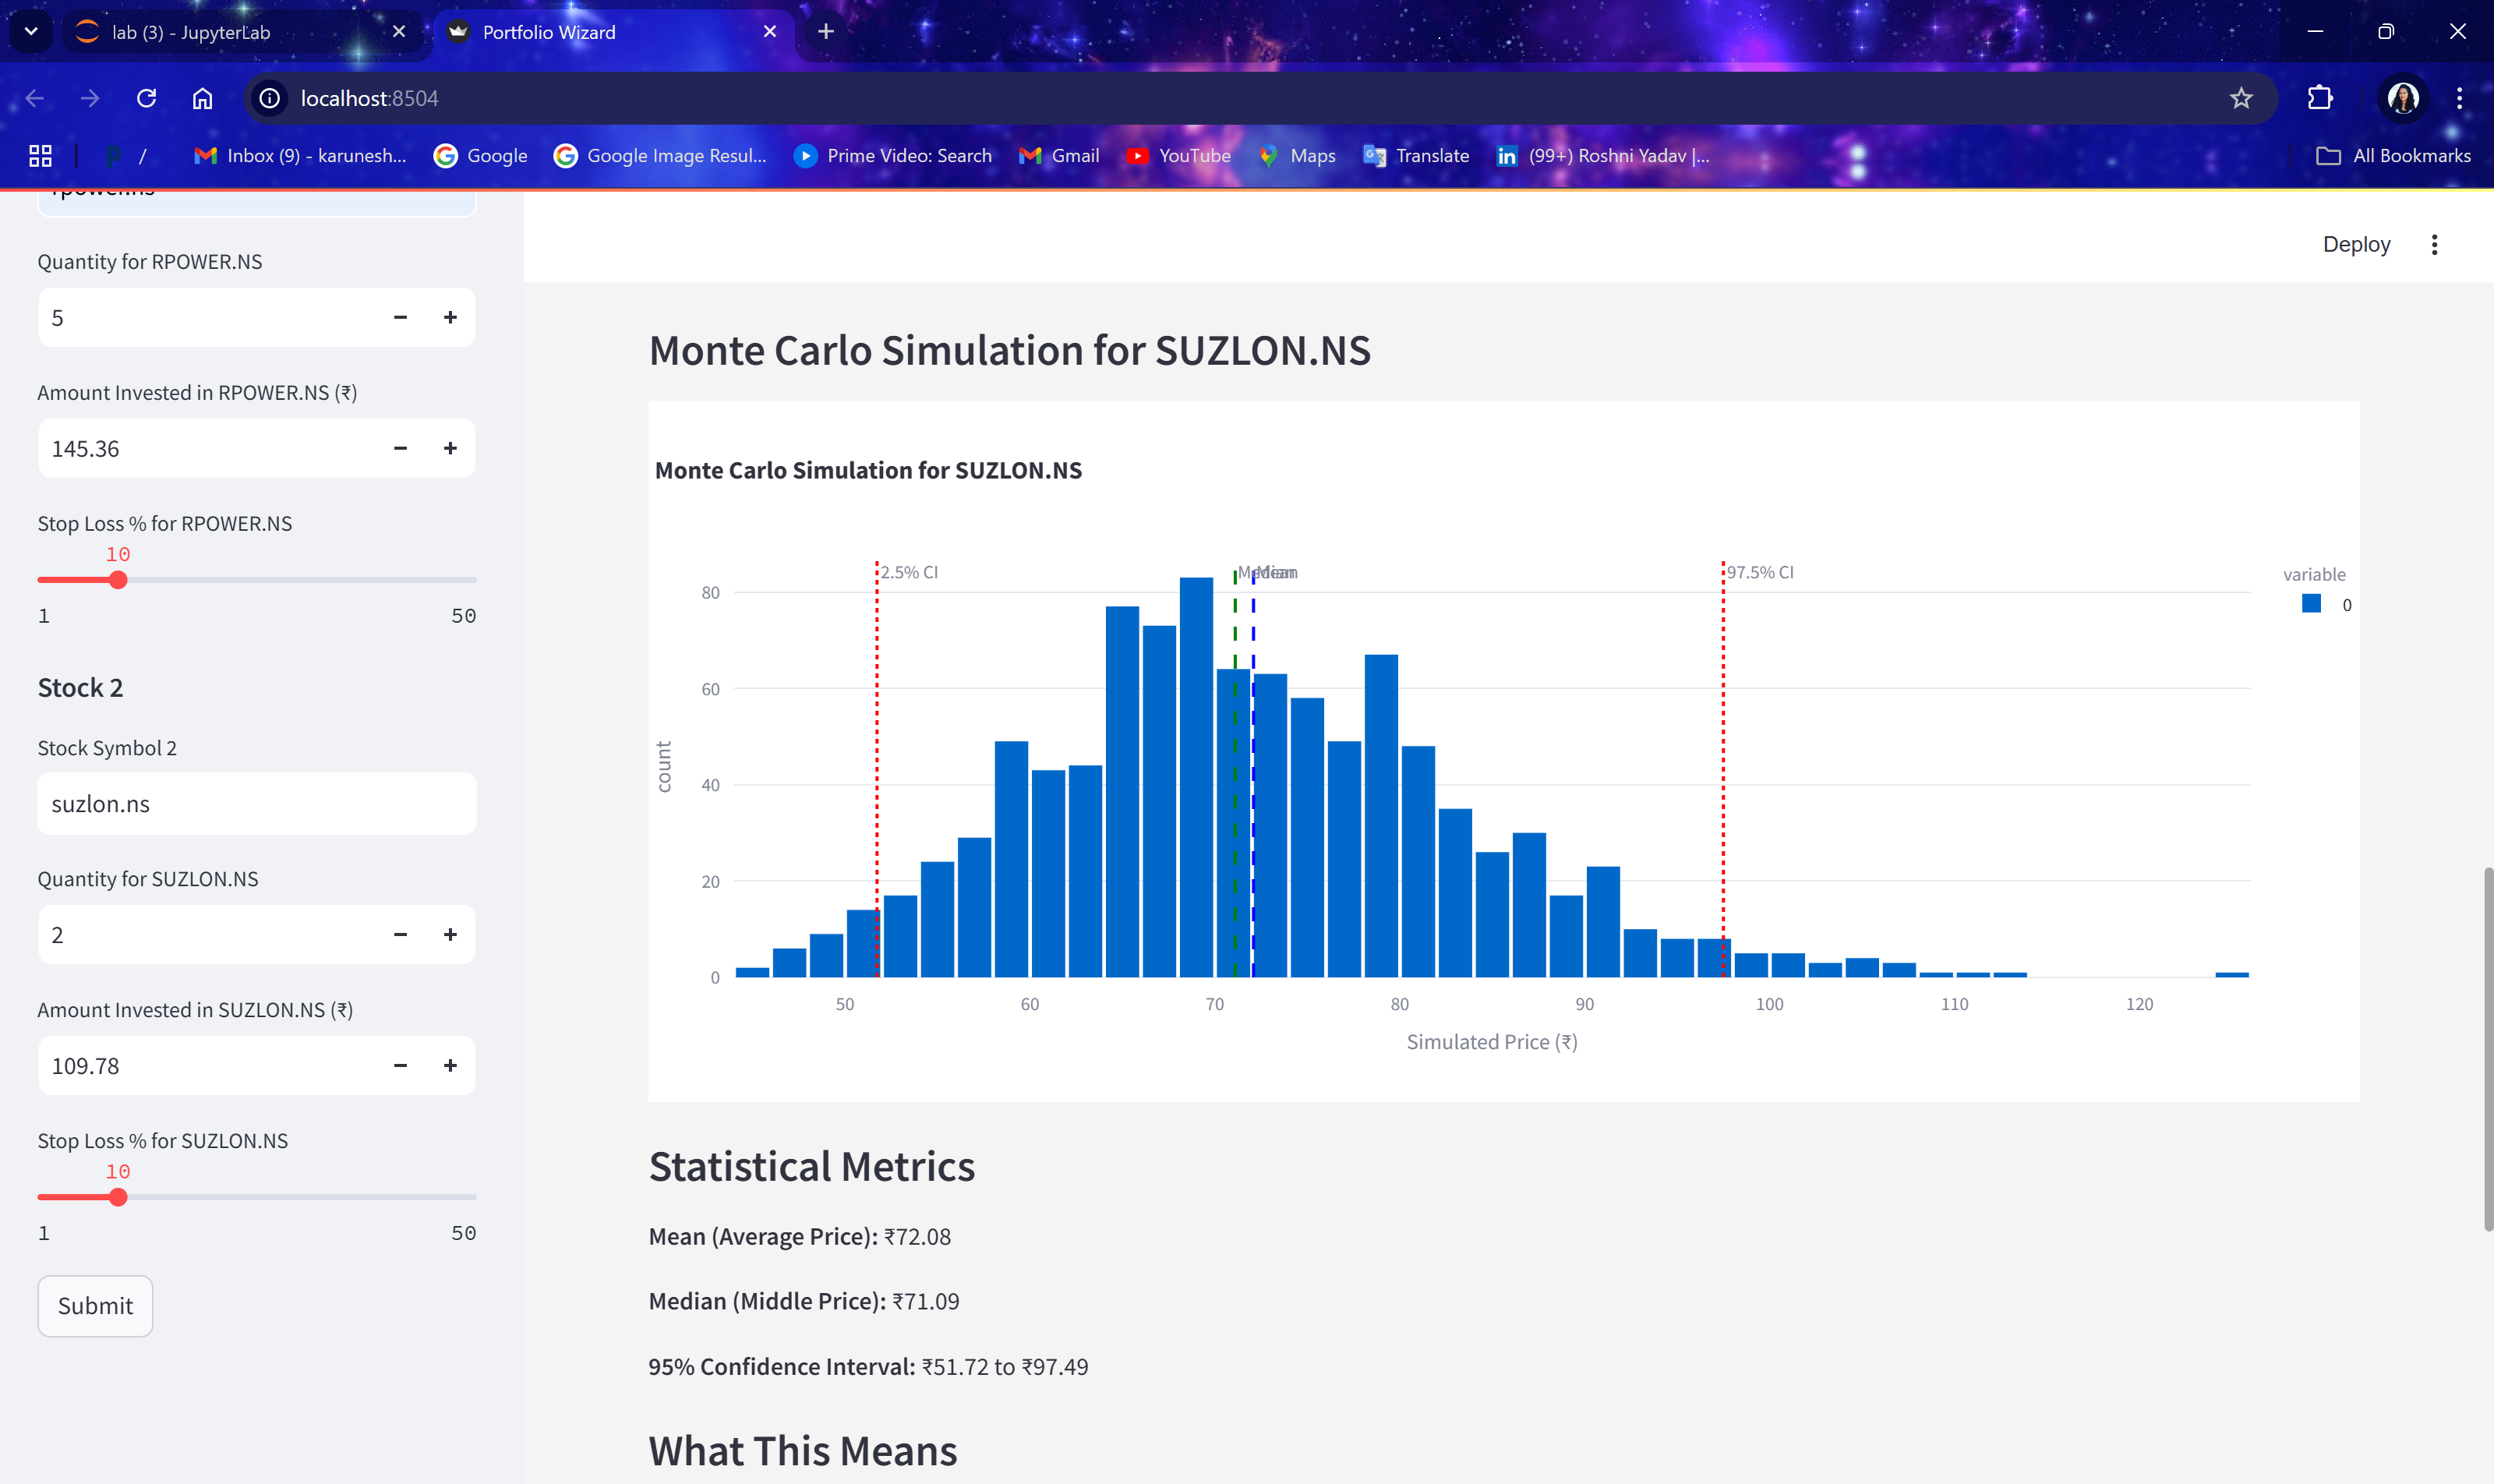 lab (3) - JupyterLab
Portfolio Wizard
localhost:8504
/
Inbox (9) - karunesh...
Google
Google Image Resul...
Prime Video: Search
Gmail
YouTube
Maps
Translate
(99+) Roshni Yadav |...
All Bookmarks
rpower.ns
Quantity for RPOWER.NS
5
Amount Invested in RPOWER.NS (₹)
145.36
Stop Loss % for RPOWER.NS
10
1
50
Stock 2
Stock Symbol 2
suzlon.ns
Quantity for SUZLON.NS
2
Amount Invested in SUZLON.NS (₹)
109.78
Stop Loss % for SUZLON.NS
10
1
50
Submit
Deploy
Monte Carlo Simulation for SUZLON.NS
Monte Carlo Simulation for SUZLON.NS
2.5% CI
Median
Mean
97.5% CI
variable
0
80
60
40
20
0
count
50
60
70
80
90
100
110
120
Simulated Price (₹)
Statistical Metrics
Mean (Average Price): ₹72.08
Median (Middle Price): ₹71.09
95% Confidence Interval: ₹51.72 to ₹97.49
What This Means